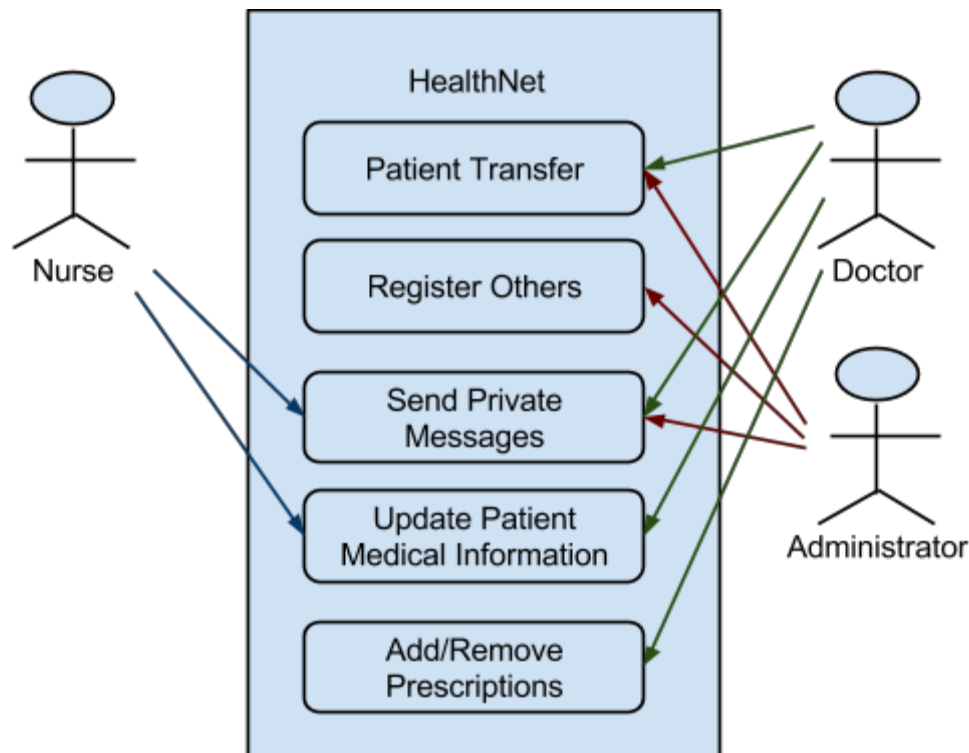 HealthNet
Patient Transfer
Register Others
Send Private
Messages
Update Patient
Medical Information
Add/Remove
Prescriptions
Nurse
Doctor
Administrator